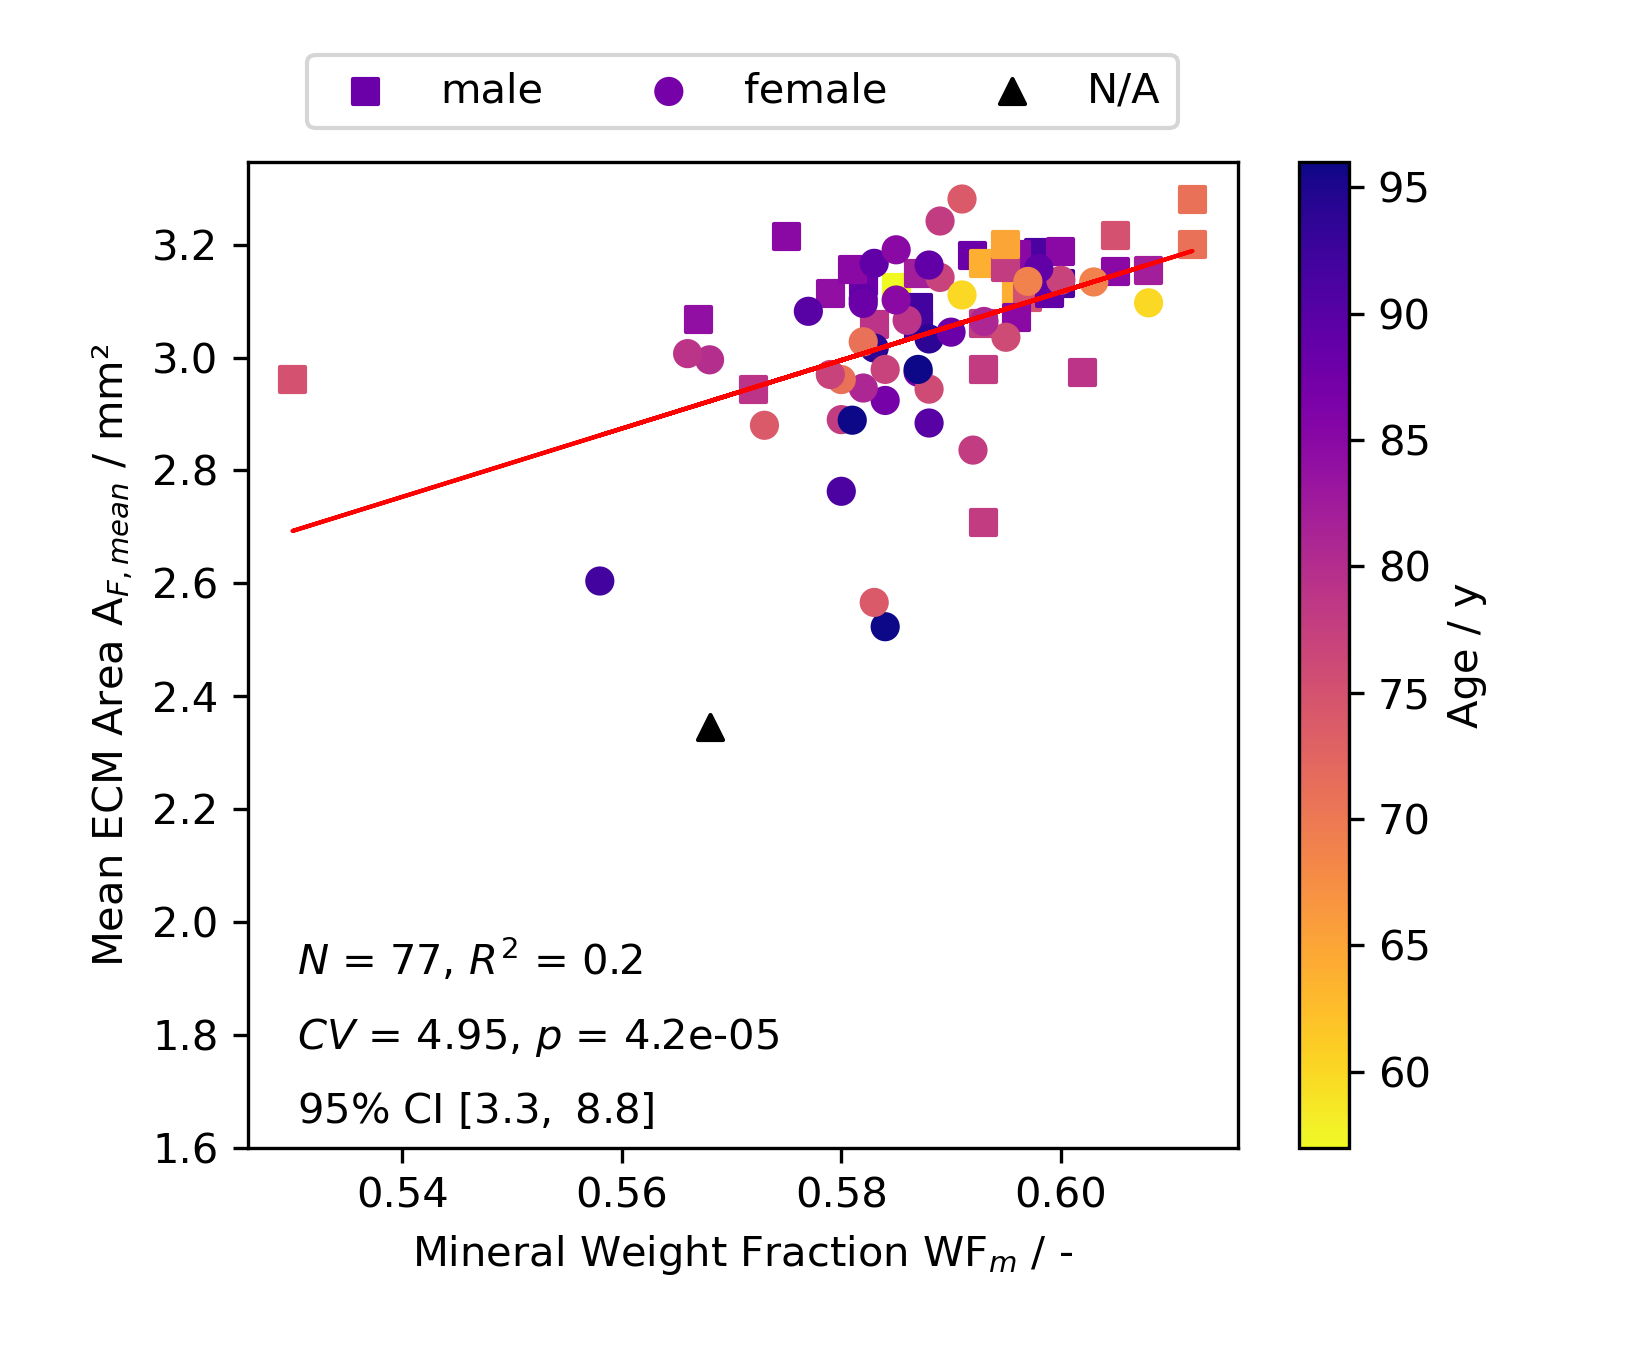 male female N/A
3.2
3.0
2.8
2.6
2.4
2.2
2.0
1.8
1.6
Mean ECM Area A_{F, mean} / mm²
N = 77, R² = 0.2
CV = 4.95, p = 4.2e-05
95% CI [3.3, 8.8]
0.54 0.56 0.58 0.60
Mineral Weight Fraction WF_m / -
95
90
85
80
75
70
65
60
Age / y